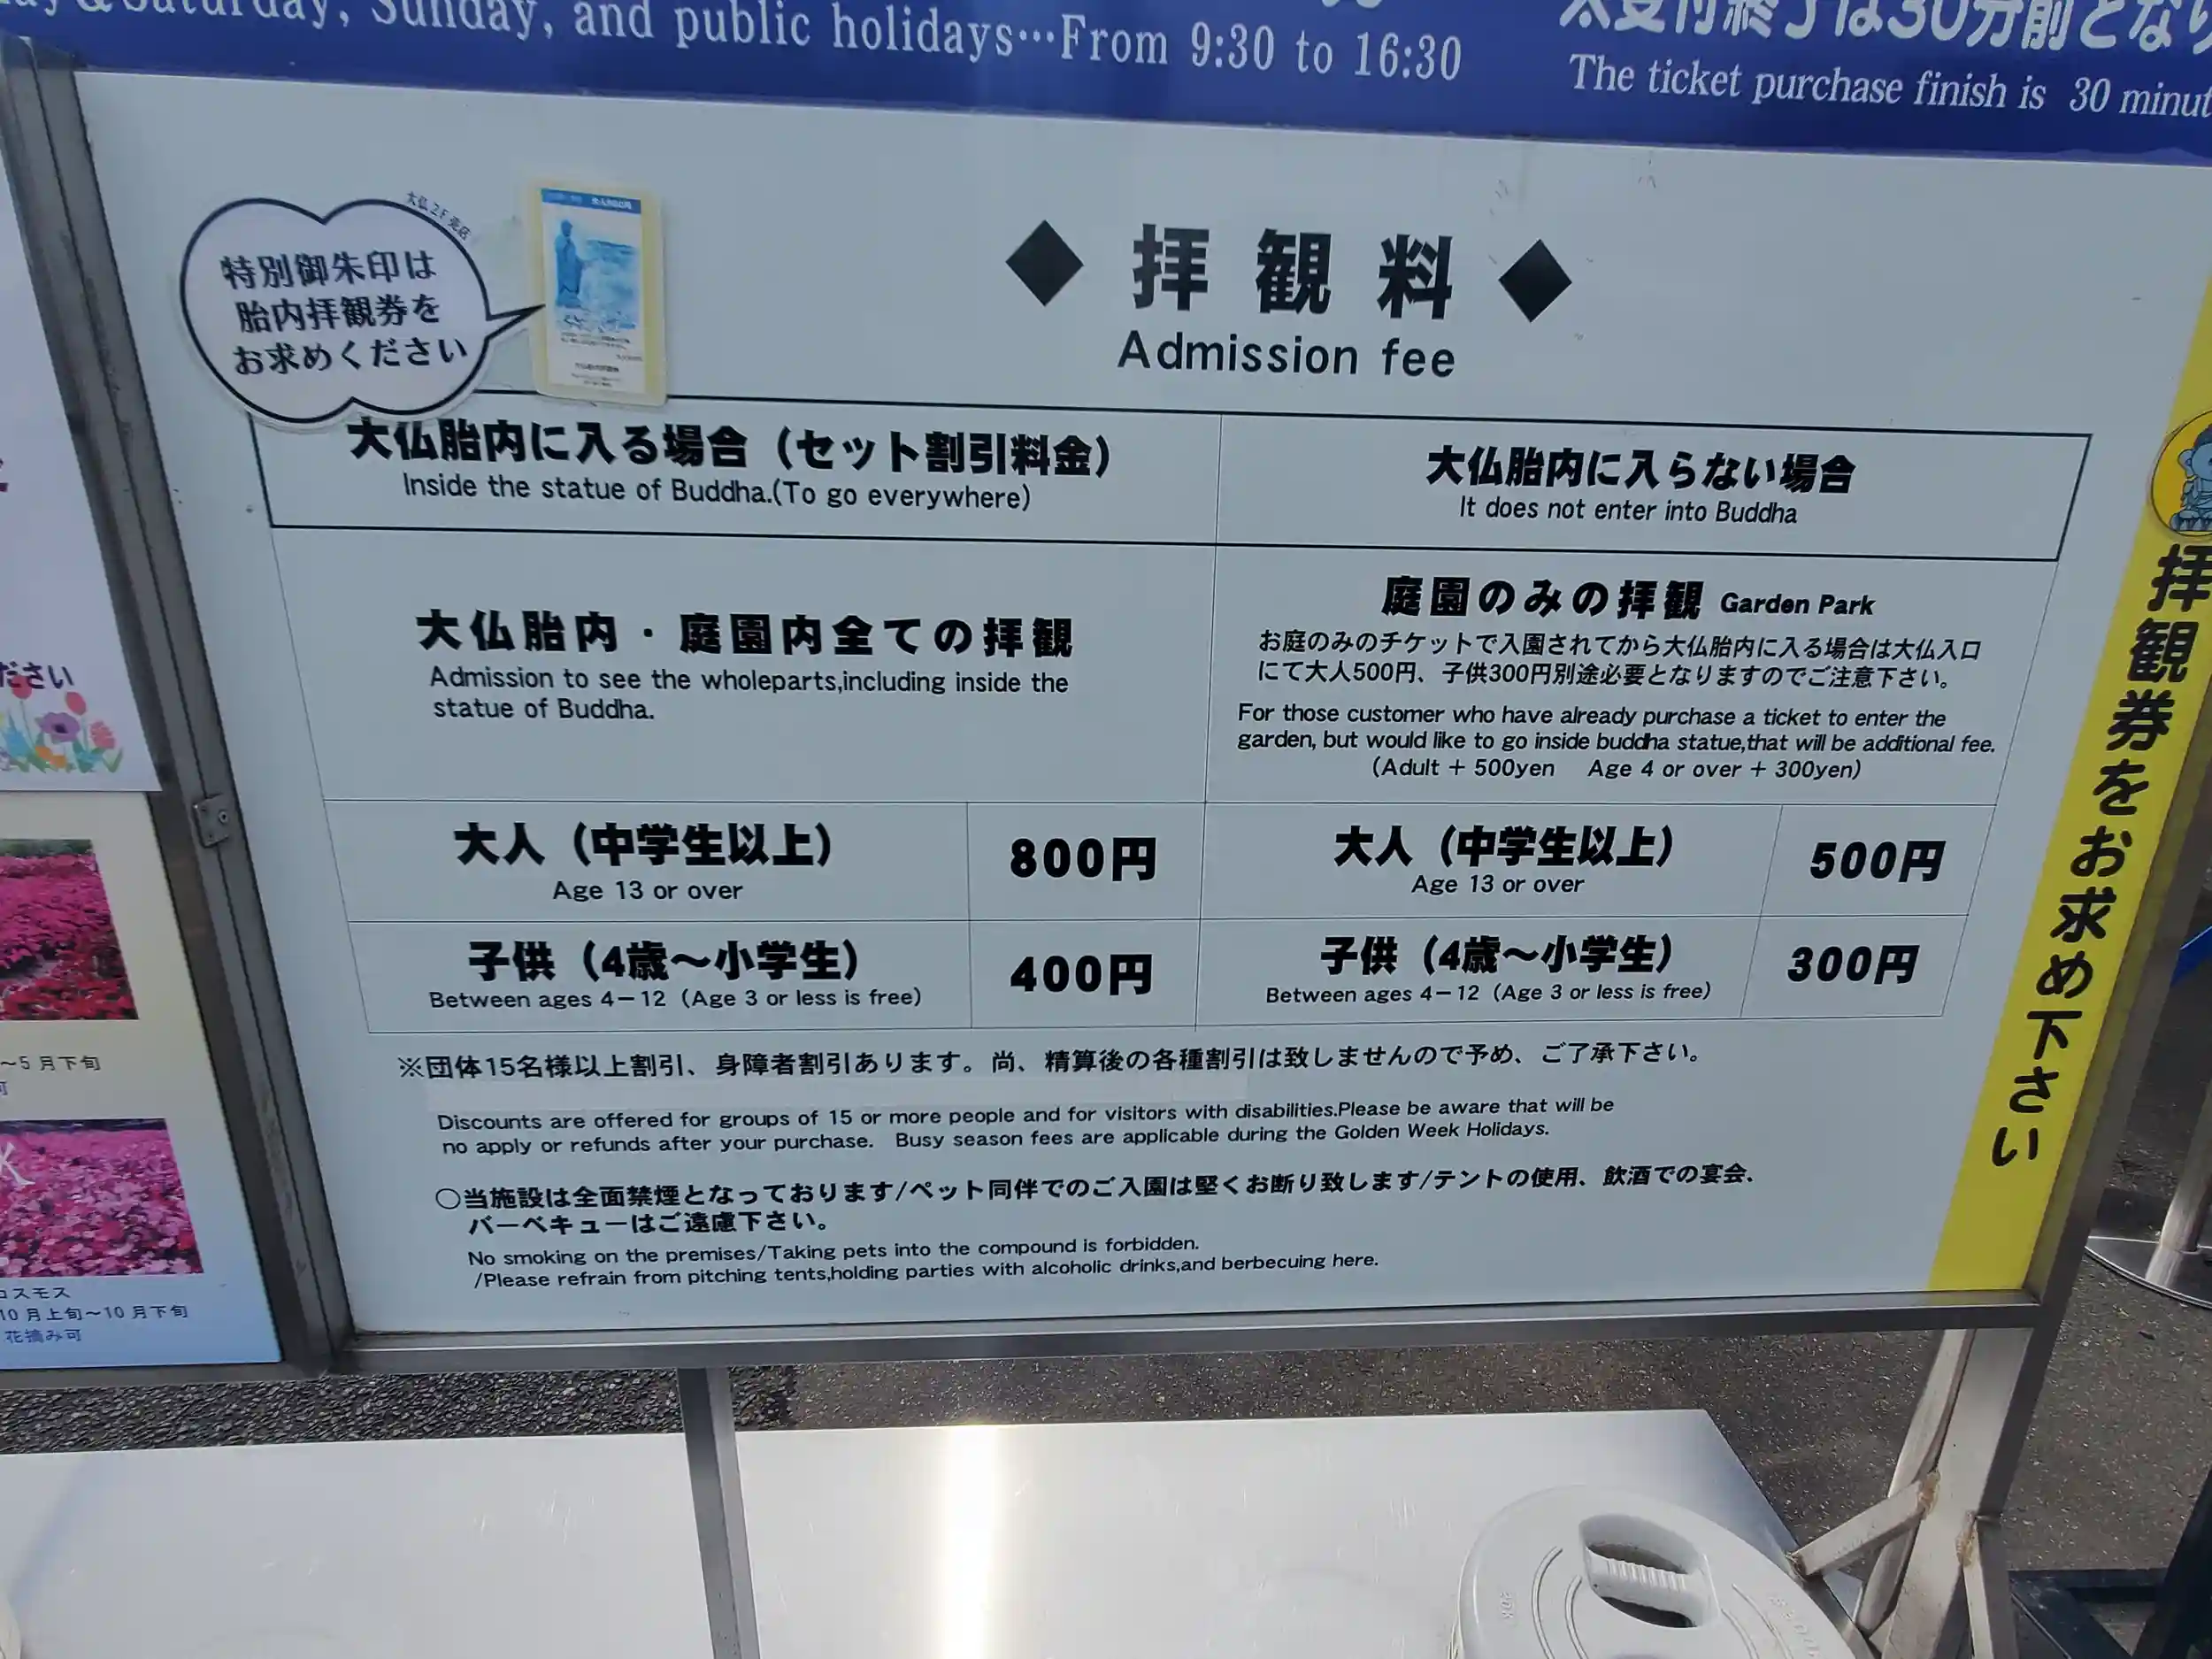 Saturday, Sunday, and public holidays…From 9:30 to 16:30
は30分前とな
The ticket purchase finish is 30
大仏2F売店
特別御朱印は
胎内拝観券を
お求めください
◆ 拝観料 ◆
Admission fee
大仏胎内に入る場合（セット割引料金）
Inside the statue of Buddha.(To go everywhere)
大仏胎内に入らない場合
It does not enter into Buddha
大仏胎内・庭園内全ての拝観
Admission to see the wholeparts,including inside the
statue of Buddha.
庭園のみの拝観 Garden Park
お庭のみのチケットで入園されてから大仏胎内に入る場合は大仏入口
にて大人500円、子供300円別途必要となりますのでご注意下さい。
For those customer who have already purchase a ticket to enter the
garden, but would like to go inside buddha statue,that will be additional fee.
(Adult + 500yen Age 4 or over + 300yen)
大人（中学生以上） 800円
Age 13 or over
大人（中学生以上） 500円
Age 13 or over
子供（4歳～小学生） 400円
Between ages 4－12（Age 3 or less is free）
子供（4歳～小学生） 300円
Between ages 4－12（Age 3 or less is free）
※団体15名様以上割引、身障者割引あります。尚、精算後の各種割引は致しませんので予め、ご了承下さい。
Discounts are offered for groups of 15 or more people and for visitors with disabilities.Please be aware that will be
no apply or refunds after your purchase. Busy season fees are applicable during the Golden Week Holidays.
○当施設は全面禁煙となっております/ペット同伴でのご入園は堅くお断り致します/テントの使用、飲酒での宴会.
バーベキューはご遠慮下さい。
No smoking on the premises/Taking pets into the compound is forbidden.
/Please refrain from pitching tents,holding parties with alcoholic drinks,and berbecuing here.
拝観券をお求め下さい
ださい
～5月下旬
可
コスモス
10月上旬～10月下旬
花摘み可